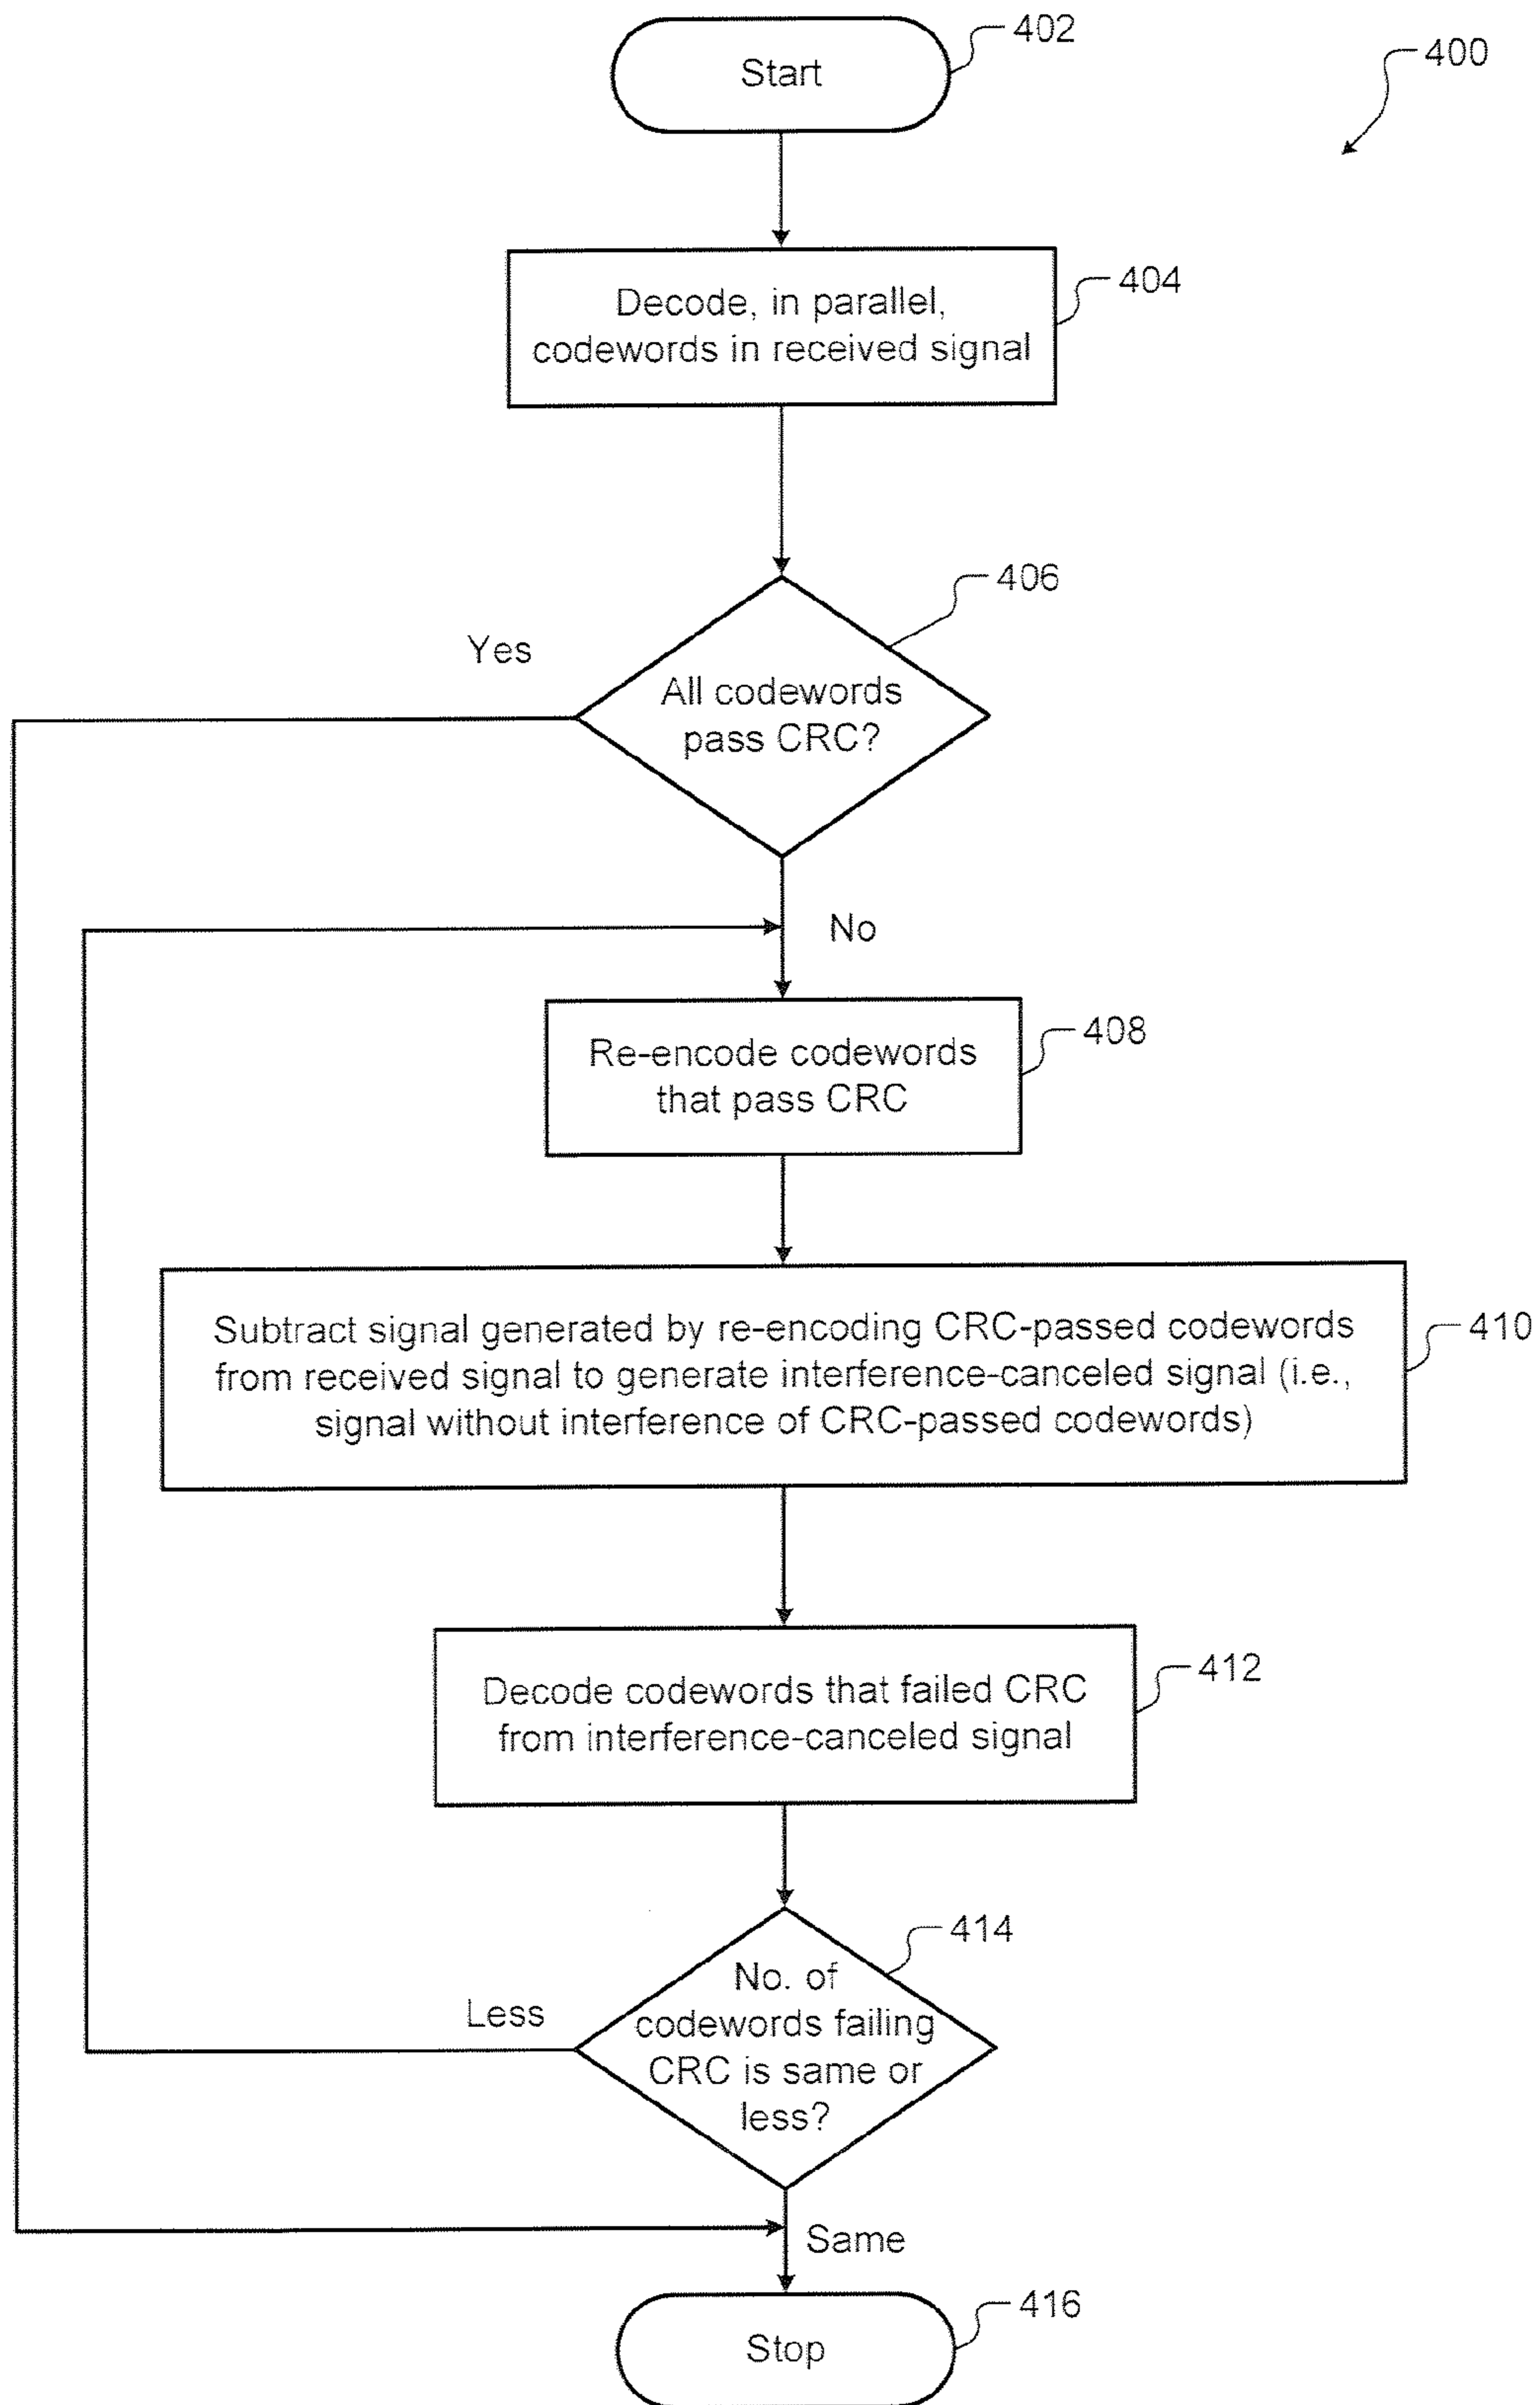 Start
402
400
Decode, in parallel,
codewords in received signal
404
406
Yes
All codewords
pass CRC?
No
Re-encode codewords
that pass CRC
408
Subtract signal generated by re-encoding CRC-passed codewords
from received signal to generate interference-canceled signal (i.e.,
signal without interference of CRC-passed codewords)
410
Decode codewords that failed CRC
from interference-canceled signal
412
414
No. of
codewords failing
CRC is same or
less?
Less
Same
416
Stop